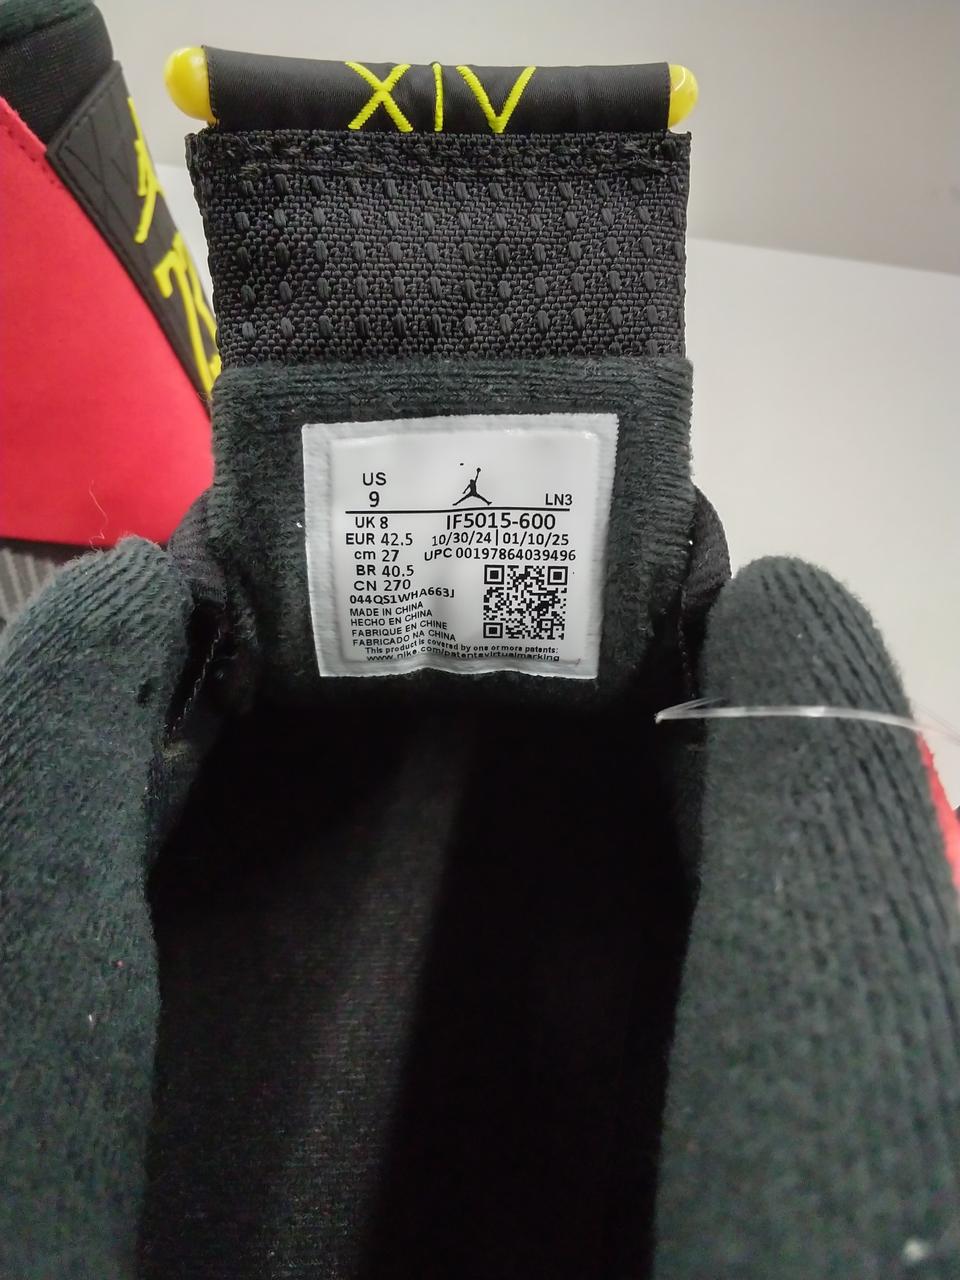 XIV
US
9
LN3
UK 8
IF5015-600
EUR 42.5
10/30/24 | 01/10/25
cm 27
UPC 00197864039496
BR 40.5
CN 270
044QS1WHA663J
MADE IN CHINA
HECHO EN CHINA
FABRIQUE EN CHINE
FABRICADO NA CHINA
This product is covered by one or more patents:
www.nike.com/patentsvirtualmarking